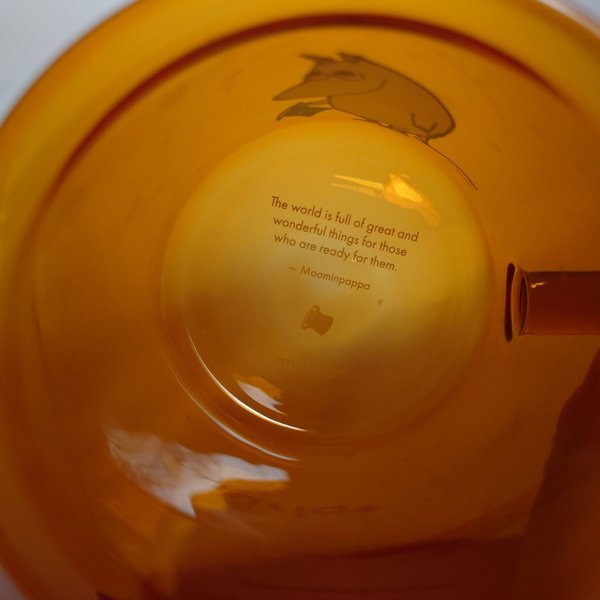 The world is full of great and
wonderful things for those
who are ready for them.
— Moominpappa